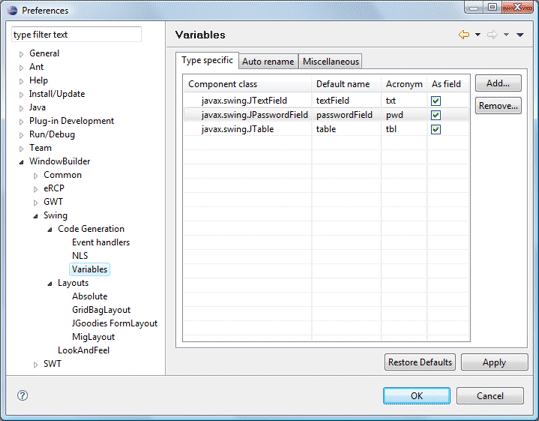 Preferences
type filter text
General
Ant
Help
Install/Update
Java
Plug-in Development
Run/Debug
Team
WindowBuilder
Common
eRCP
GWT
Swing
Code Generation
Event handlers
NLS
Variables
Layouts
Absolute
GridBagLayout
JGoodies FormLayout
MigLayout
LookAndFeel
SWT
Variables
Type specific Auto rename Miscellaneous
Component class Default name Acronym As field
javax.swing.JTextField textField txt
javax.swing.JPasswordField passwordField pwd
javax.swing.JTable table tbl
Add...
Remove...
Restore Defaults Apply
OK Cancel